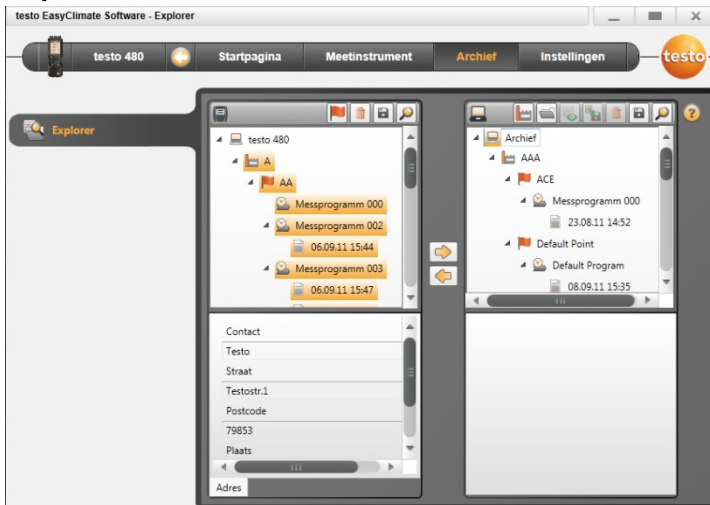 testo EasyClimate Software - Explorer
testo 480
Startpagina
Meetinstrument
Archief
Instellingen
testo
Explorer
testo 480
A
AA
Messprogramm 000
Messprogramm 002
06.09.11 15:44
Messprogramm 003
06.09.11 15:47
Contact
Testo
Straat
Testostr.1
Postcode
79853
Plaats
Adres
Archief
AAA
ACE
Messprogramm 000
23.08.11 14:52
Default Point
Default Program
08.09.11 15:35
?